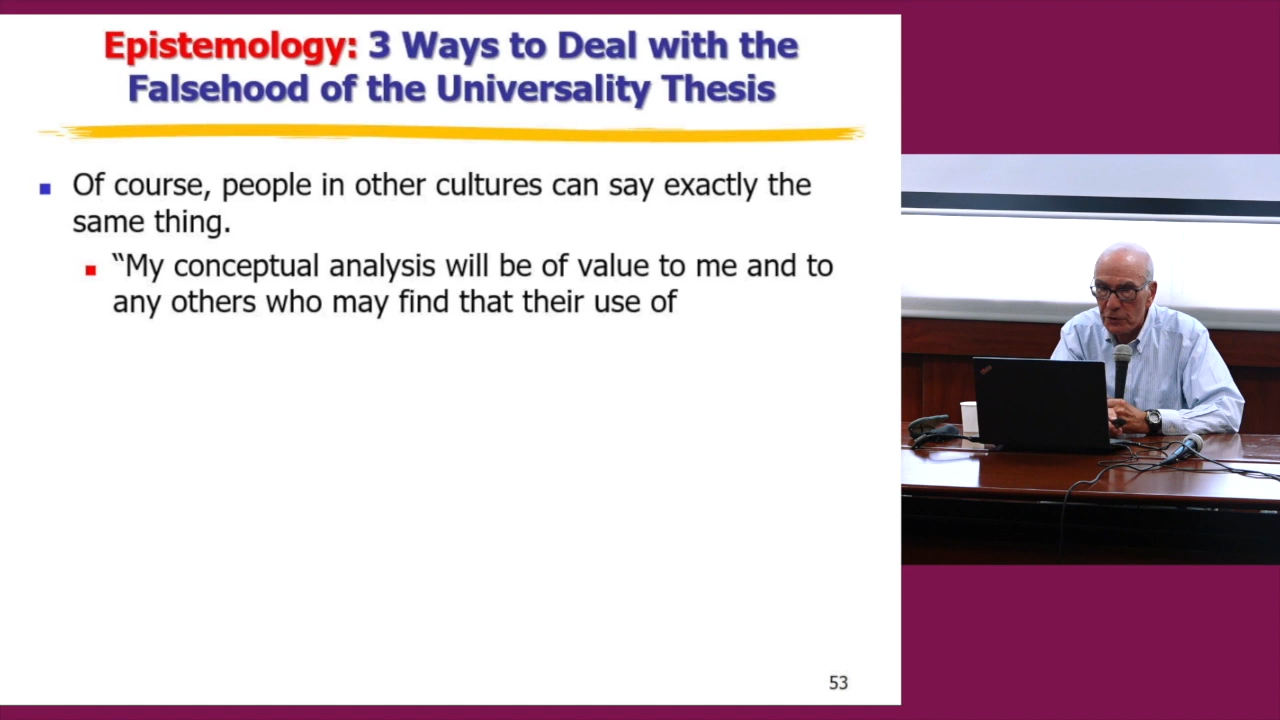 Epistemology: 3 Ways to Deal with the
Falsehood of the Universality Thesis
Of course, people in other cultures can say exactly the
same thing.
“My conceptual analysis will be of value to me and to
any others who may find that their use of
53